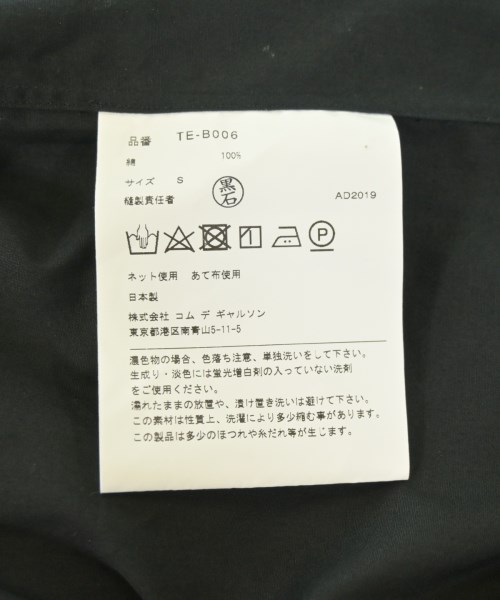 品番 TE-B006
綿 100%
サイズ S
縫製責任者 黒石 AD2019
ネット使用 あて布使用
日本製
株式会社 コム デ ギャルソン
東京都港区南青山5-11-5
濃色物の場合、色落ち注意、単独洗いをして下さい。
生成り・淡色には蛍光増白剤の入っていない洗剤
をご使用ください。
濡れたままの放置や、漬け置き洗いは避けて下さい。
この素材は性質上、洗濯により多少縮む事があります。
この製品は多少のほつれや糸だれ等が生じます。